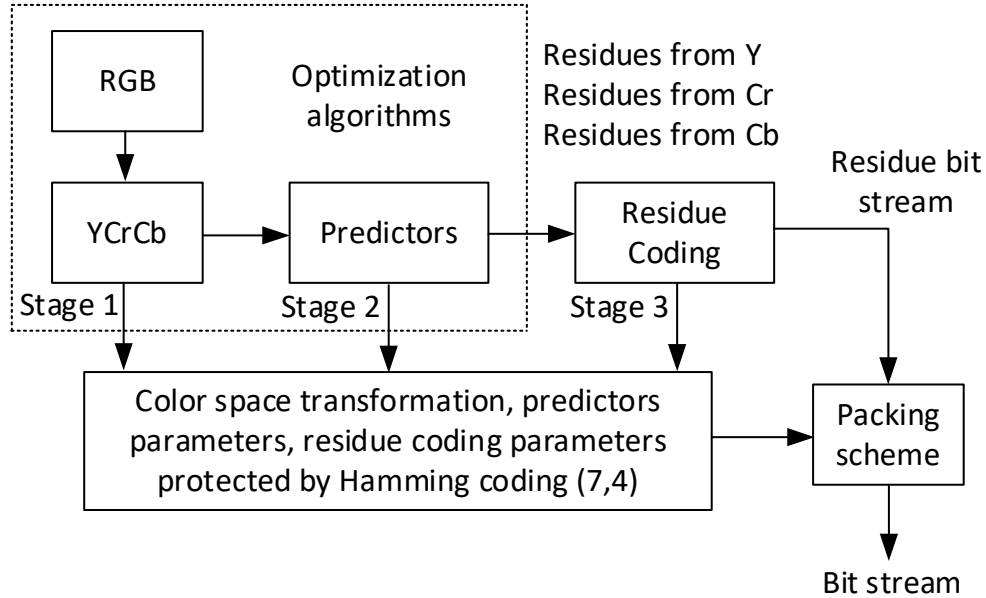 RGB
Optimization
algorithms
Residues from Y
Residues from Cr
Residues from Cb
YCrCb
Predictors
Residue
Coding
Residue bit
stream
Stage 1
Stage 2
Stage 3
Color space transformation, predictors
parameters, residue coding parameters
protected by Hamming coding (7,4)
Packing
scheme
Bit stream